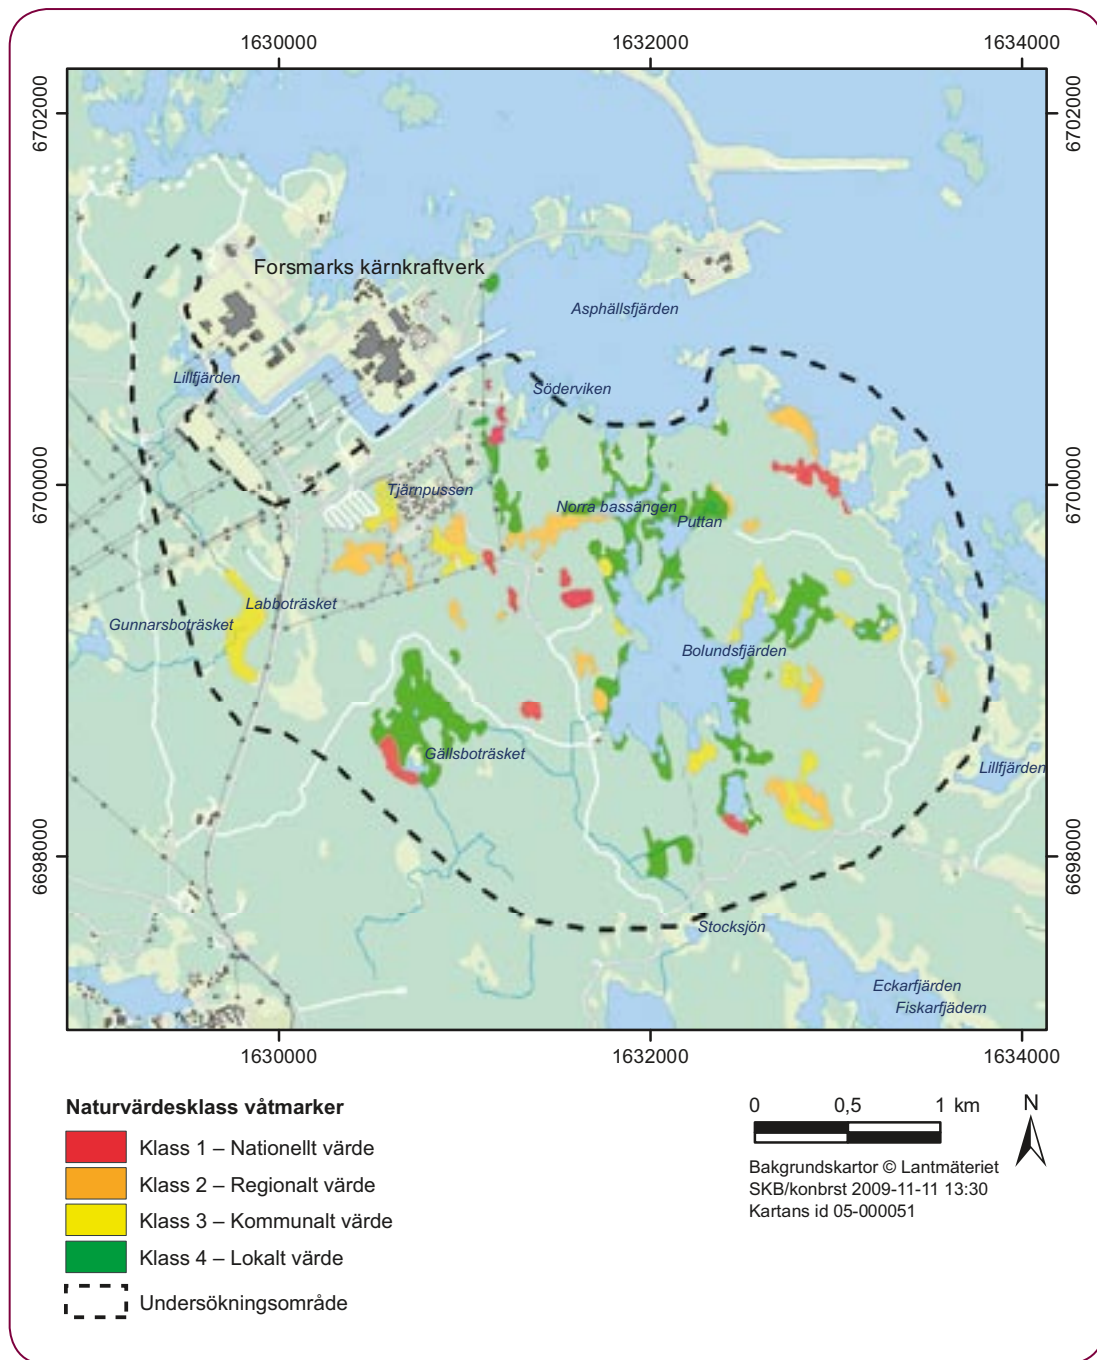 1630000 1632000 1634000
6702000 6702000
Forsmarks kärnkraftverk
Asphällsfjärden
Lillfjärden
Söderviken
6700000 6700000
Tjärnpussen
Norra bassängen
Puttan
Labboträsket
Gunnarsboträsket
Bolundsfjärden
Gällsboträsket
Lillfjärden
6698000 6698000
Stocksjön
Eckarfjärden
Fiskarfjädern
1630000 1632000 1634000
Naturvärdesklass våtmarker
Klass 1 – Nationellt värde
Klass 2 – Regionalt värde
Klass 3 – Kommunalt värde
Klass 4 – Lokalt värde
Undersökningsområde
0 0,5 1 km
N
Bakgrundskartor © Lantmäteriet
SKB/konbrst 2009-11-11 13:30
Kartans id 05-000051